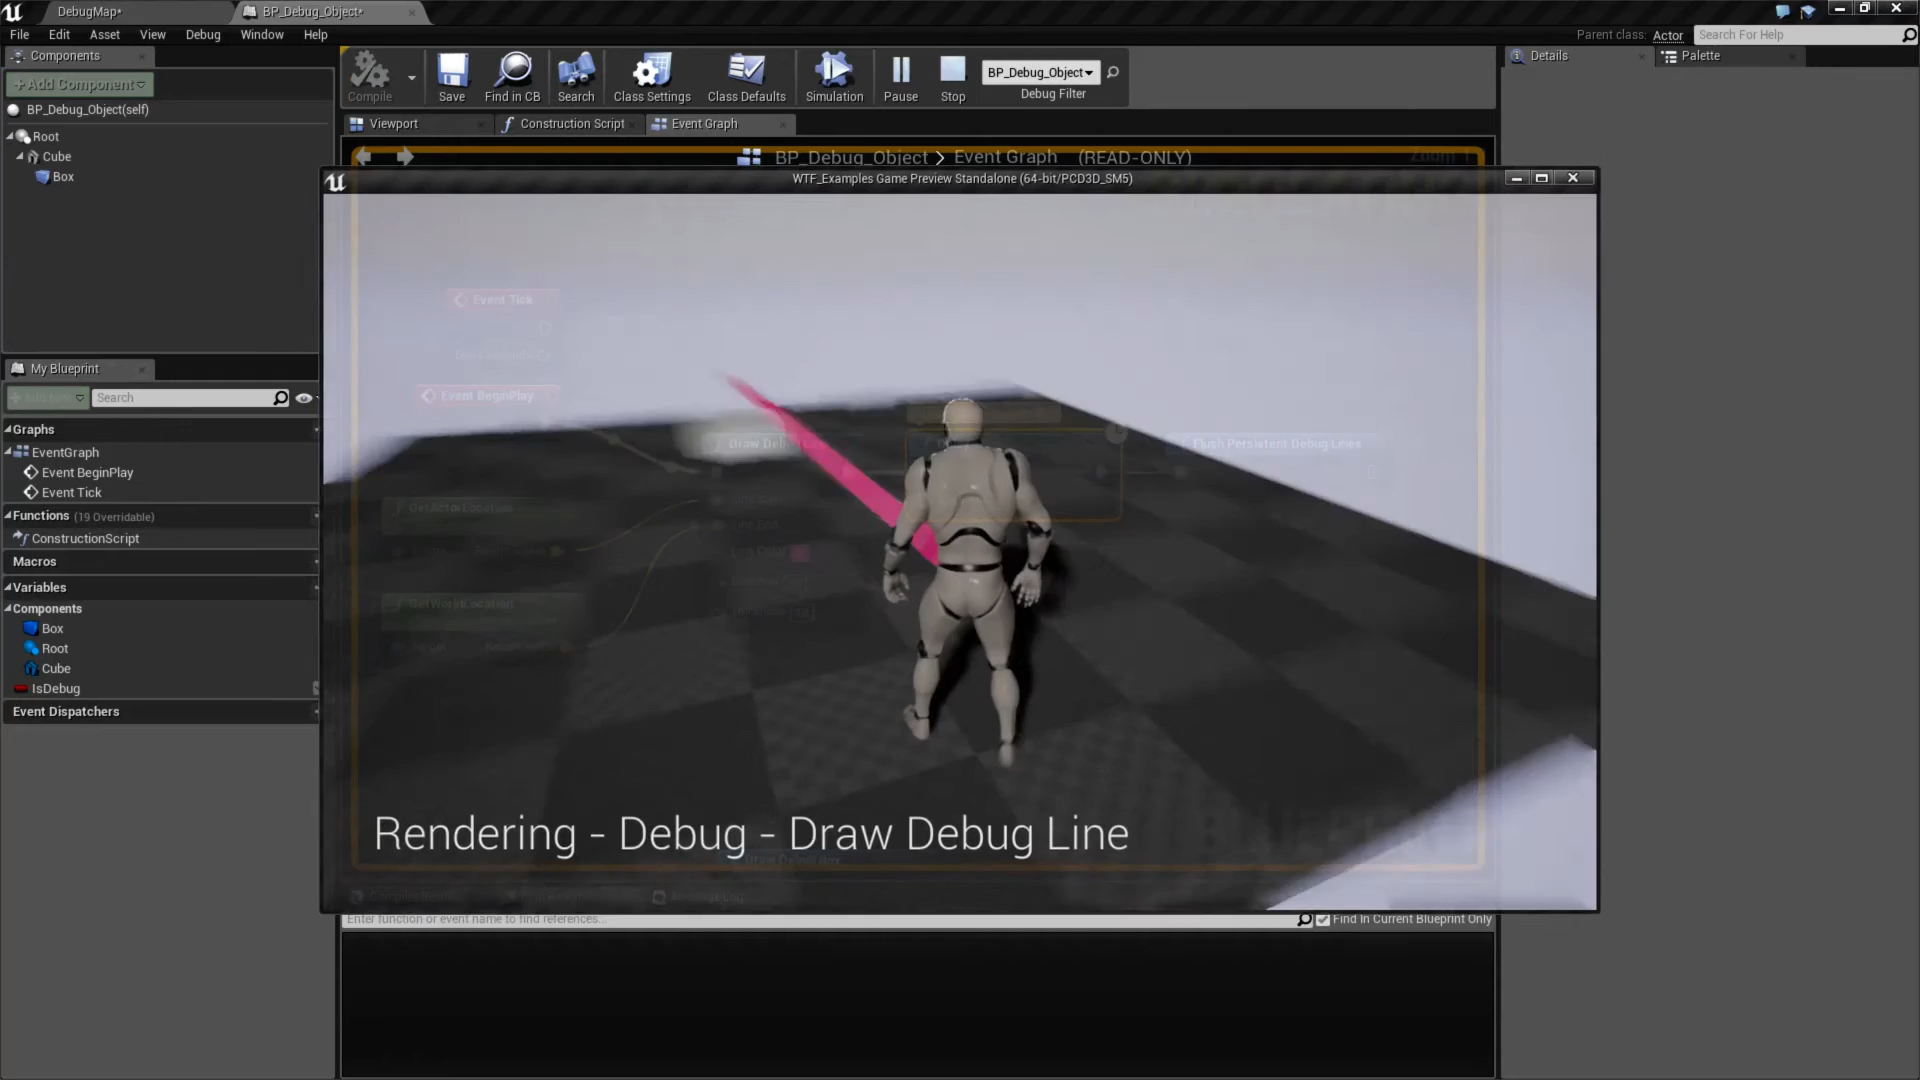 DebugMap*
BP_Debug_Object*
File Edit Asset View Debug Window Help
Parent class: Actor
Search For Help
Components
+Add Component
BP_Debug_Object(self)
Root
Cube
Box
Compile
Save
Find in CB
Search
Class Settings
Class Defaults
Simulation
Pause
Stop
BP_Debug_Object
Debug Filter
Details
Palette
Viewport
Construction Script
Event Graph
BP_Debug_Object > Event Graph (READ-ONLY)
WTF_Examples Game Preview Standalone (64-bit/PCD3D_SM5)
Event Tick
Event BeginPlay
Flush Persistent Debug Lines
GetActorLocation
GetWorldLocation
My Blueprint
Search
Graphs
EventGraph
Event BeginPlay
Event Tick
Functions (19 Overridable)
ConstructionScript
Macros
Variables
Components
Box
Root
Cube
IsDebug
Event Dispatchers
Rendering - Debug - Draw Debug Line
Enter function or event name to find references...
Find In Current Blueprint Only